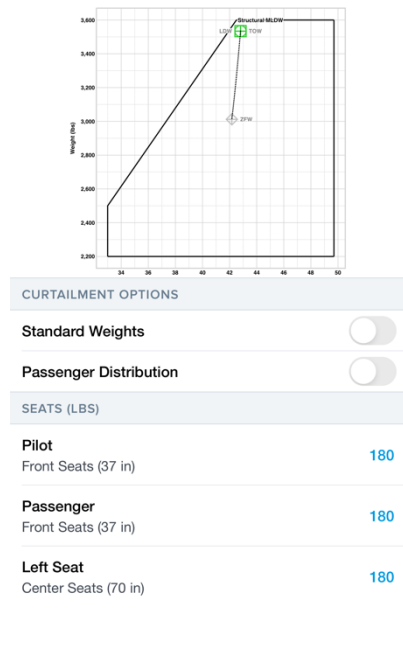 3,600
Structural MLDW
LDW TOW
3,400
3,200
3,000
ZFW
Weight (lbs)
2,800
2,600
2,400
2,200
34 36 38 40 42 44 46 48 50
CURTAILMENT OPTIONS
Standard Weights
Passenger Distribution
SEATS (LBS)
Pilot
Front Seats (37 in)
180
Passenger
Front Seats (37 in)
180
Left Seat
Center Seats (70 in)
180